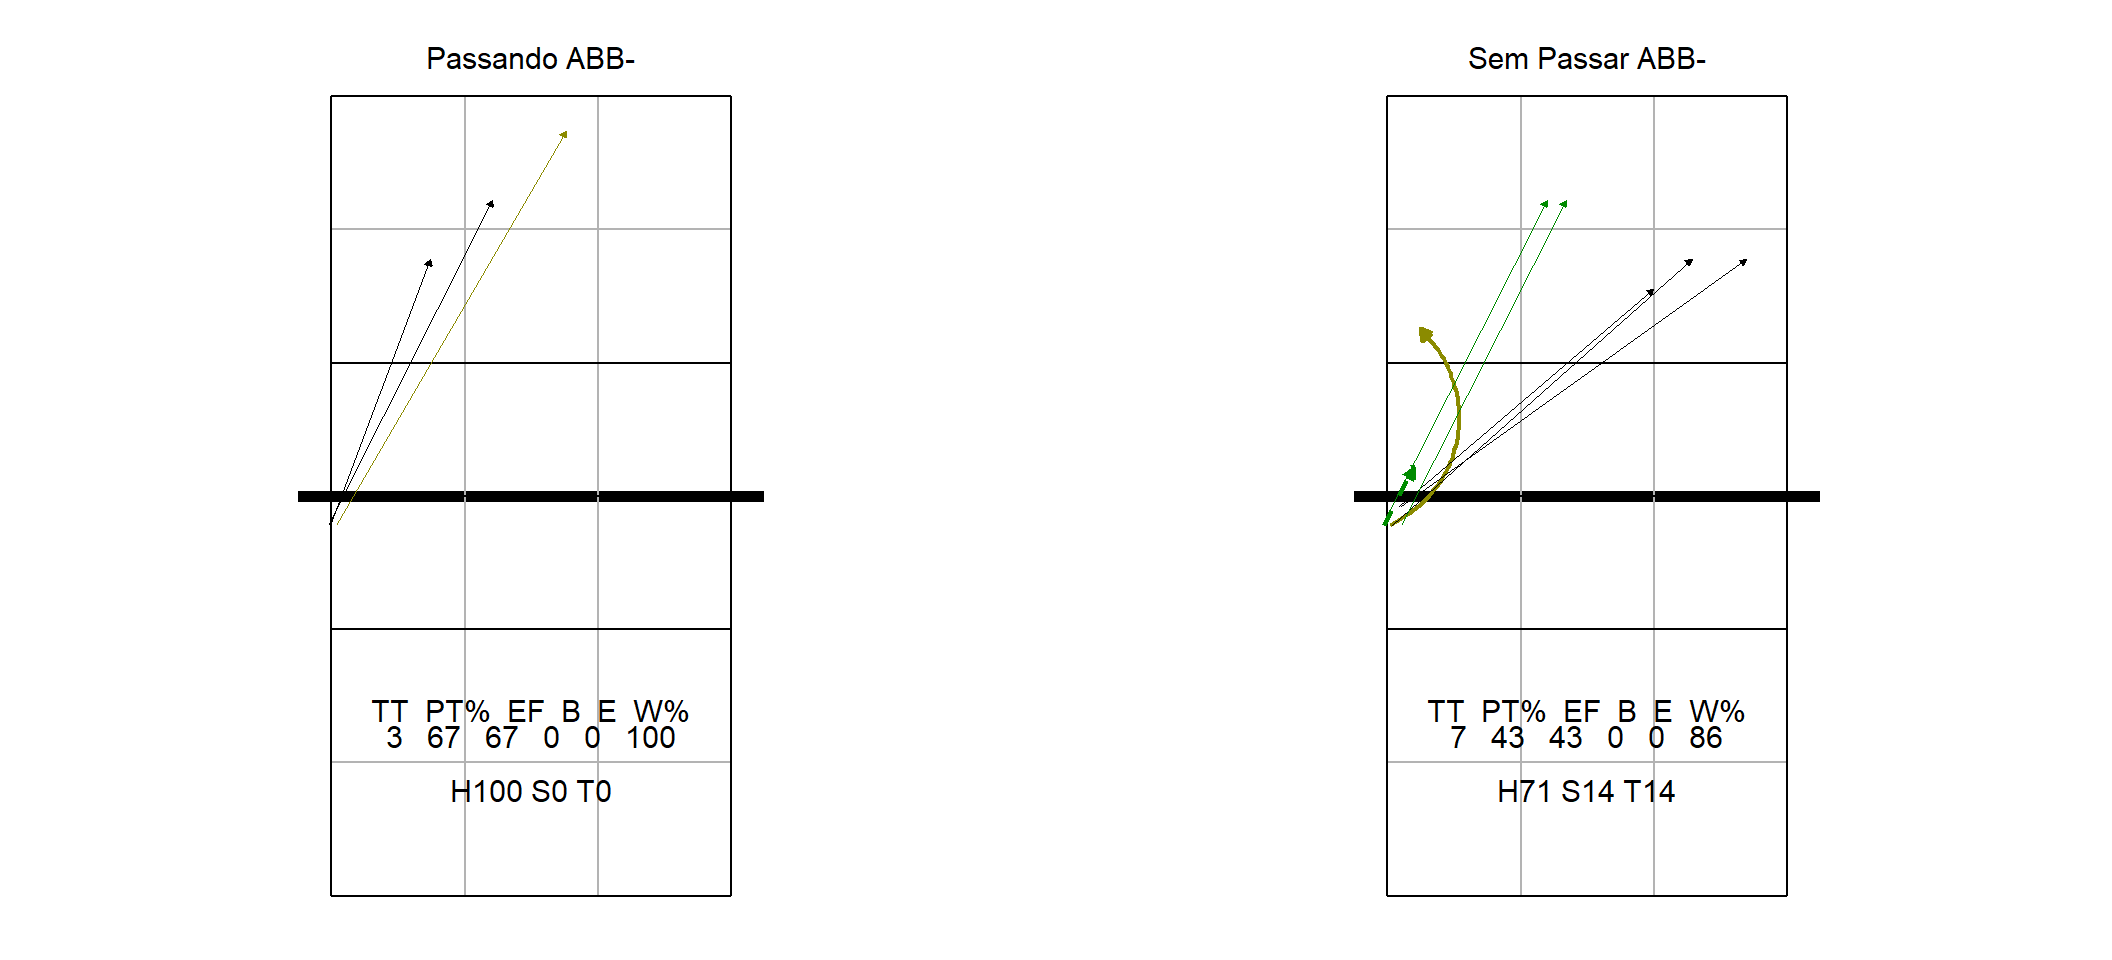 Passando ABB-
TT PT% EF B E W%
3 67 67 0 0 100
H100 S0 T0
Sem Passar ABB-
TT PT% EF B E W%
7 43 43 0 0 86
H71 S14 T14